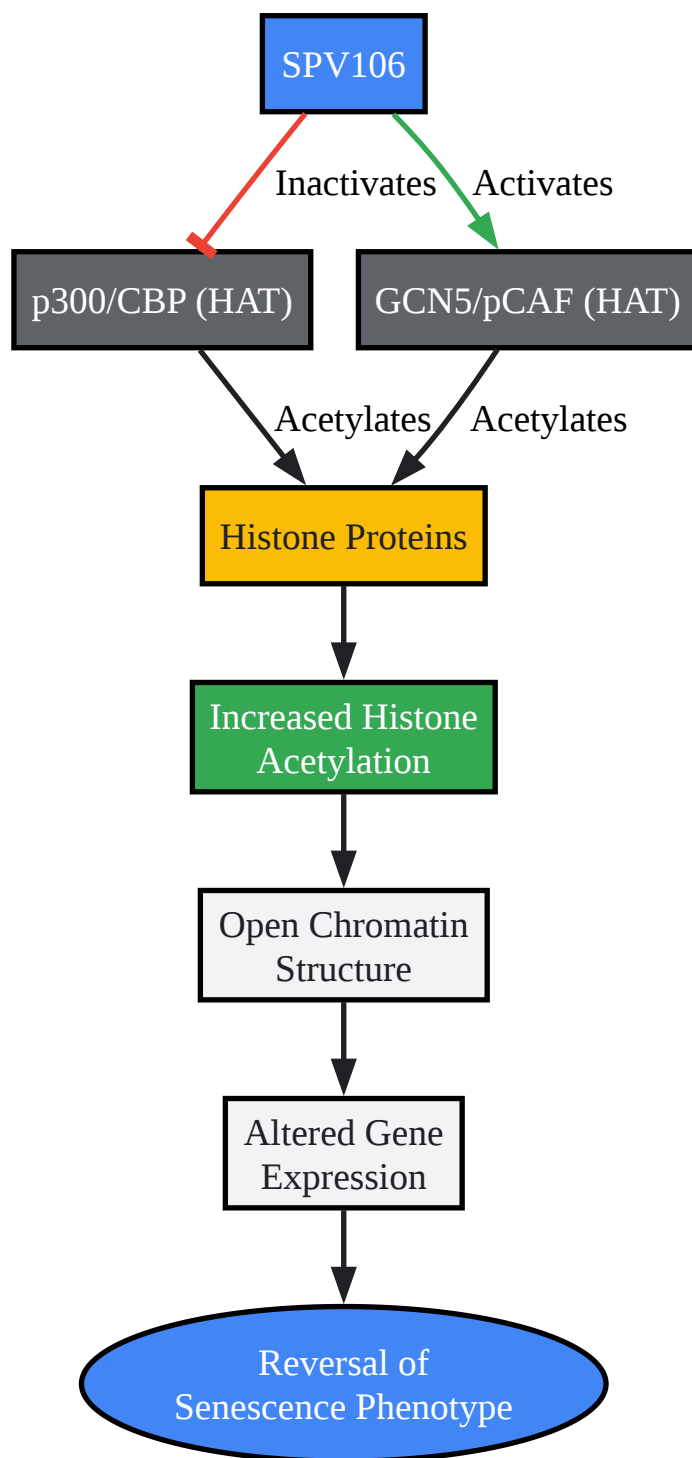 SPV106
Inactivates
Activates
p300/CBP (HAT)
GCN5/pCAF (HAT)
Acetylates
Acetylates
Histone Proteins
Increased Histone
Acetylation
Open Chromatin
Structure
Altered Gene
Expression
Reversal of
Senescence Phenotype